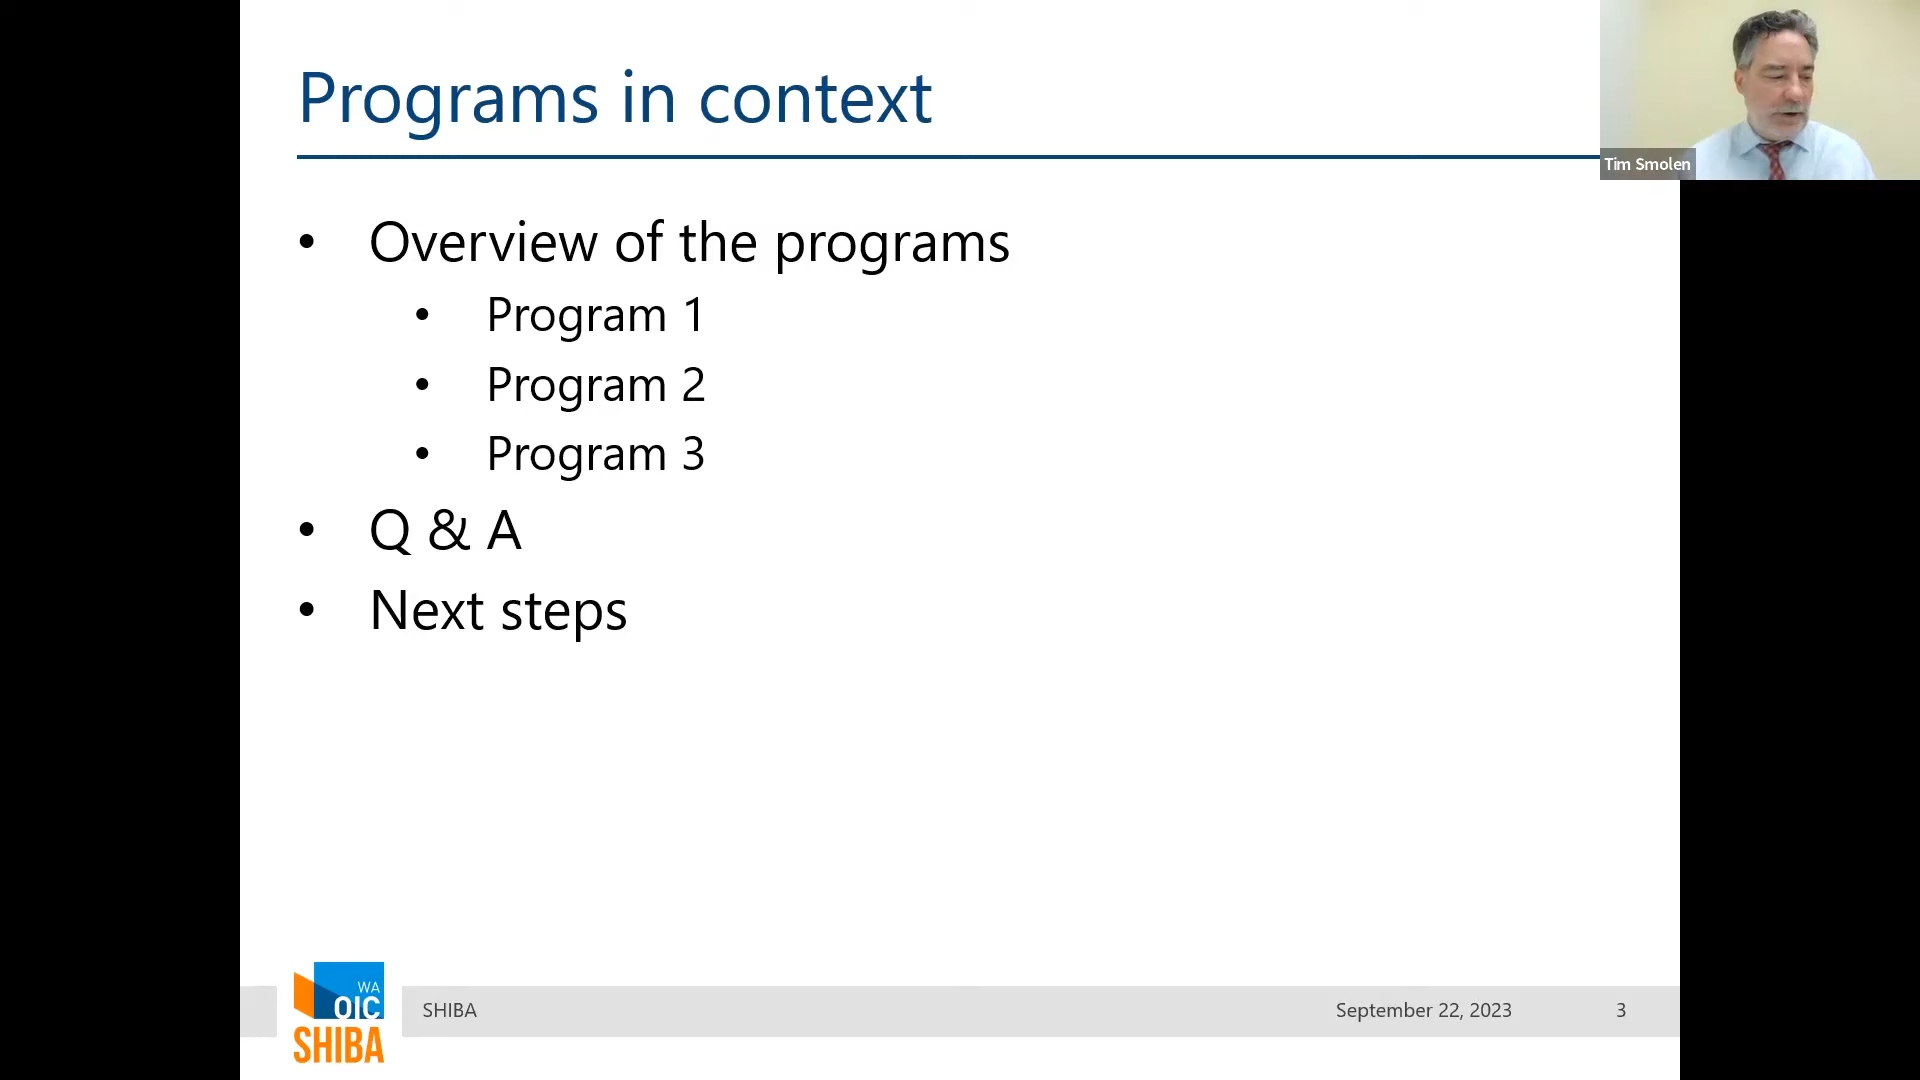 Programs in context
Tim Smolen
• Overview of the programs
• Program 1
• Program 2
• Program 3
• Q & A
• Next steps
WA
OIC
SHIBA
SHIBA
September 22, 2023
3